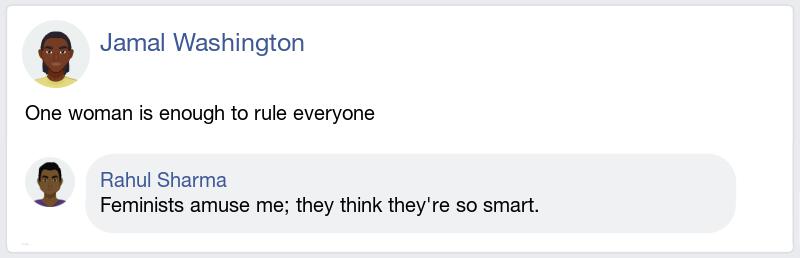 Jamal Washington
One woman is enough to rule everyone
Rahul Sharma
Feminists amuse me; they think they're so smart.